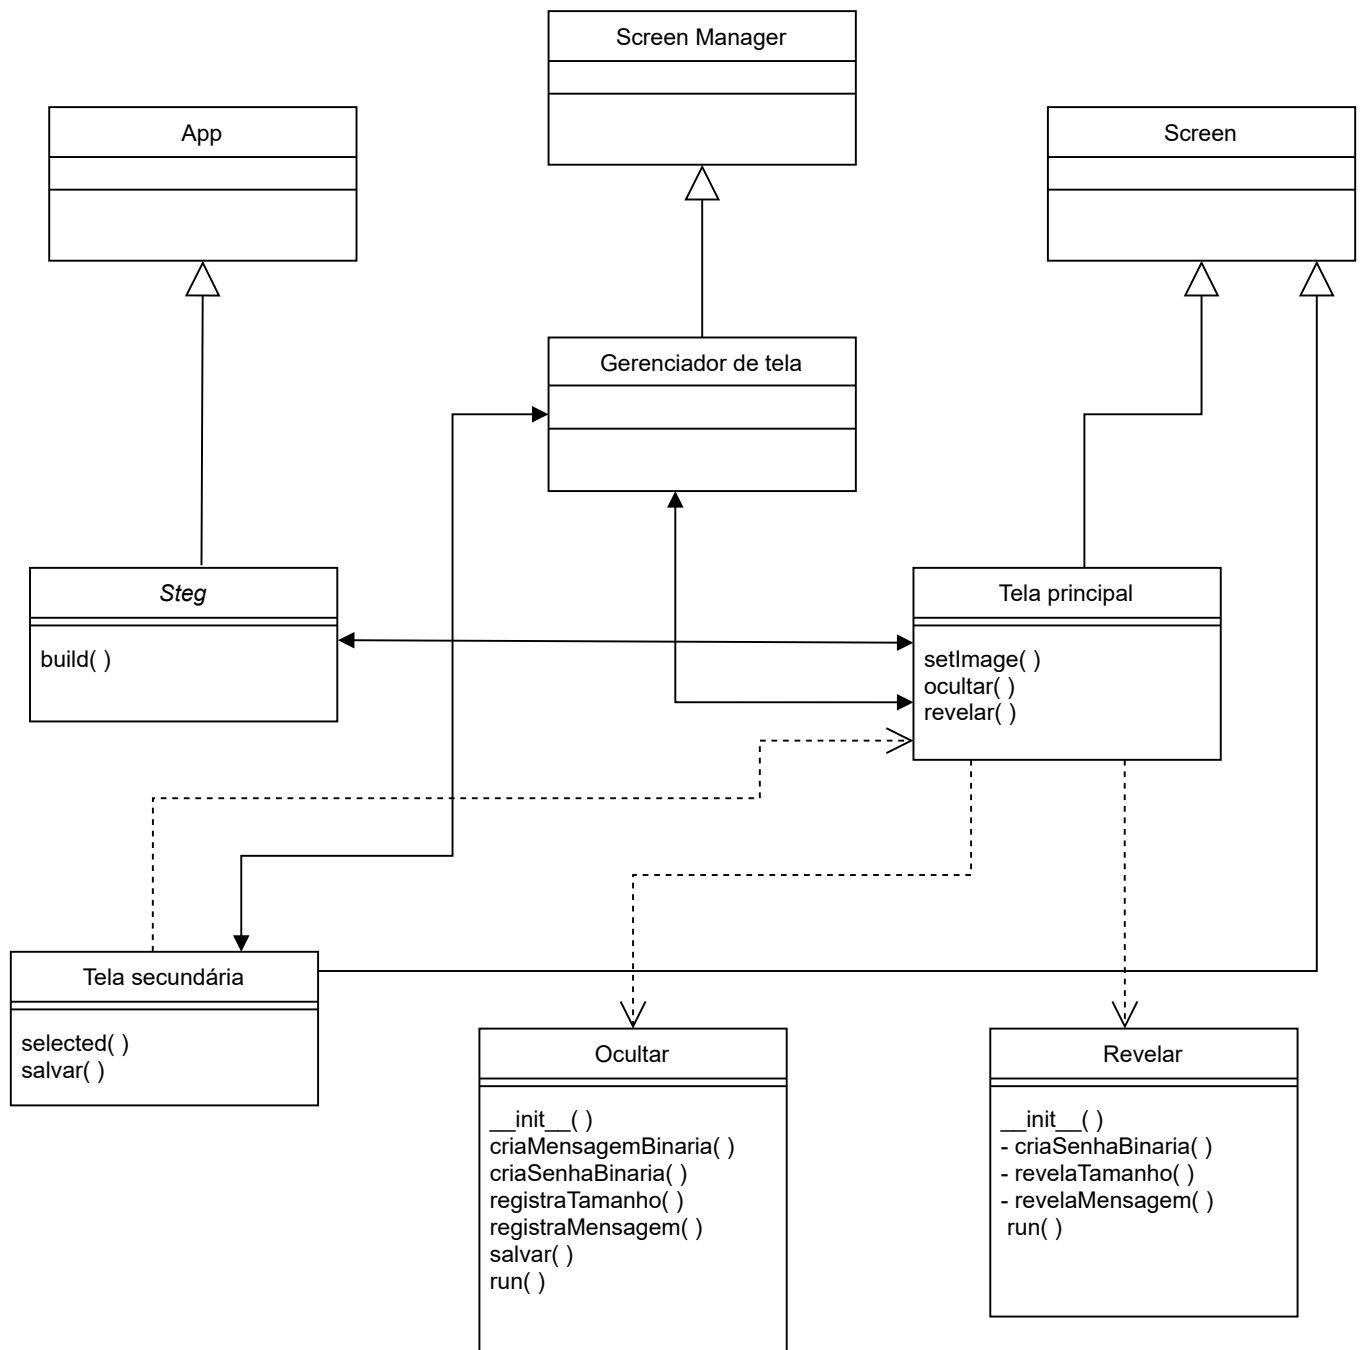 Screen Manager
App
Screen
Gerenciador de tela
Steg
build( )
Tela principal
setImage( )
ocultar( )
revelar( )
Tela secundária
selected( )
salvar( )
Ocultar
__init__( )
criaMensagemBinaria( )
criaSenhaBinaria( )
registraTamanho( )
registraMensagem( )
salvar( )
run( )
Revelar
__init__( )
- criaSenhaBinaria( )
- revelaTamanho( )
- revelaMensagem( )
run( )